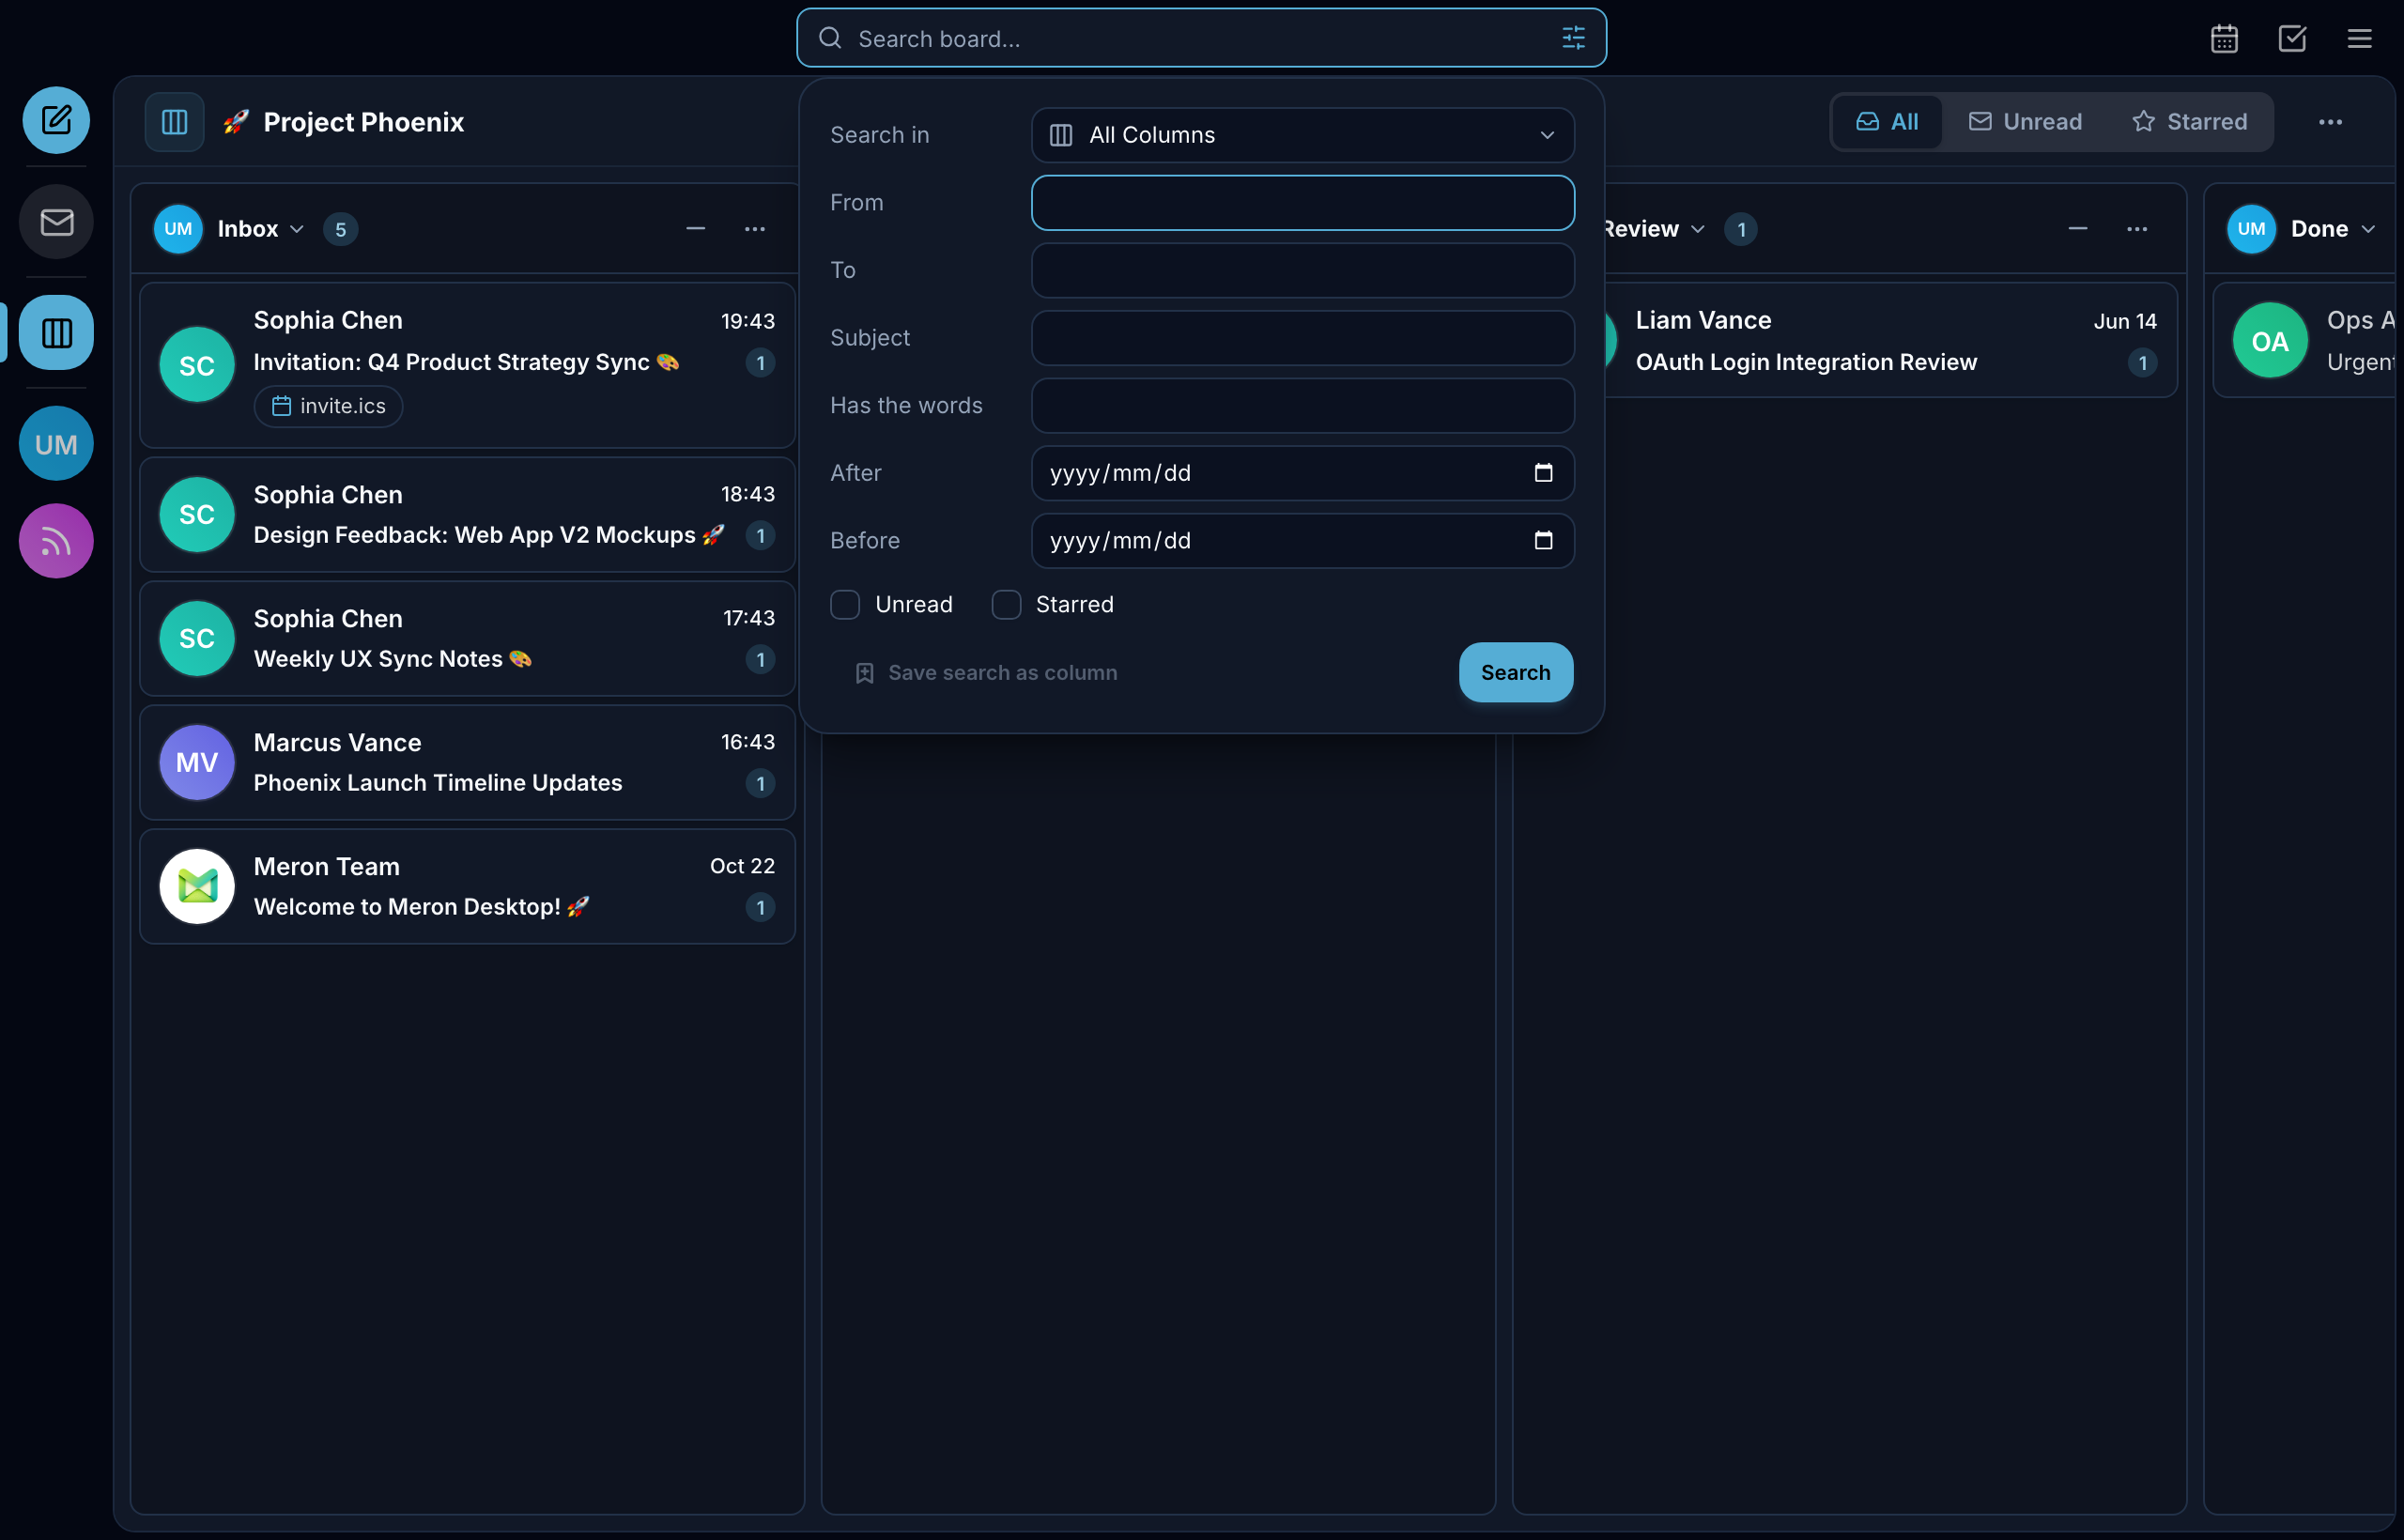 Search board...
🚀 Project Phoenix
All
Unread
Starred
Search in
All Columns
From
To
Subject
Has the words
After
yyyy/mm/dd
Before
yyyy/mm/dd
Unread
Starred
Save search as column
Search
UM
Inbox
5
SC
Sophia Chen
19:43
Invitation: Q4 Product Strategy Sync 🎨
1
invite.ics
SC
Sophia Chen
18:43
Design Feedback: Web App V2 Mockups 🚀
1
SC
Sophia Chen
17:43
Weekly UX Sync Notes 🎨
1
MV
Marcus Vance
16:43
Phoenix Launch Timeline Updates
1
Meron Team
Oct 22
Welcome to Meron Desktop! 🚀
1
Review
1
Liam Vance
Jun 14
OAuth Login Integration Review
1
UM
Done
OA
Ops
Urgent
UM